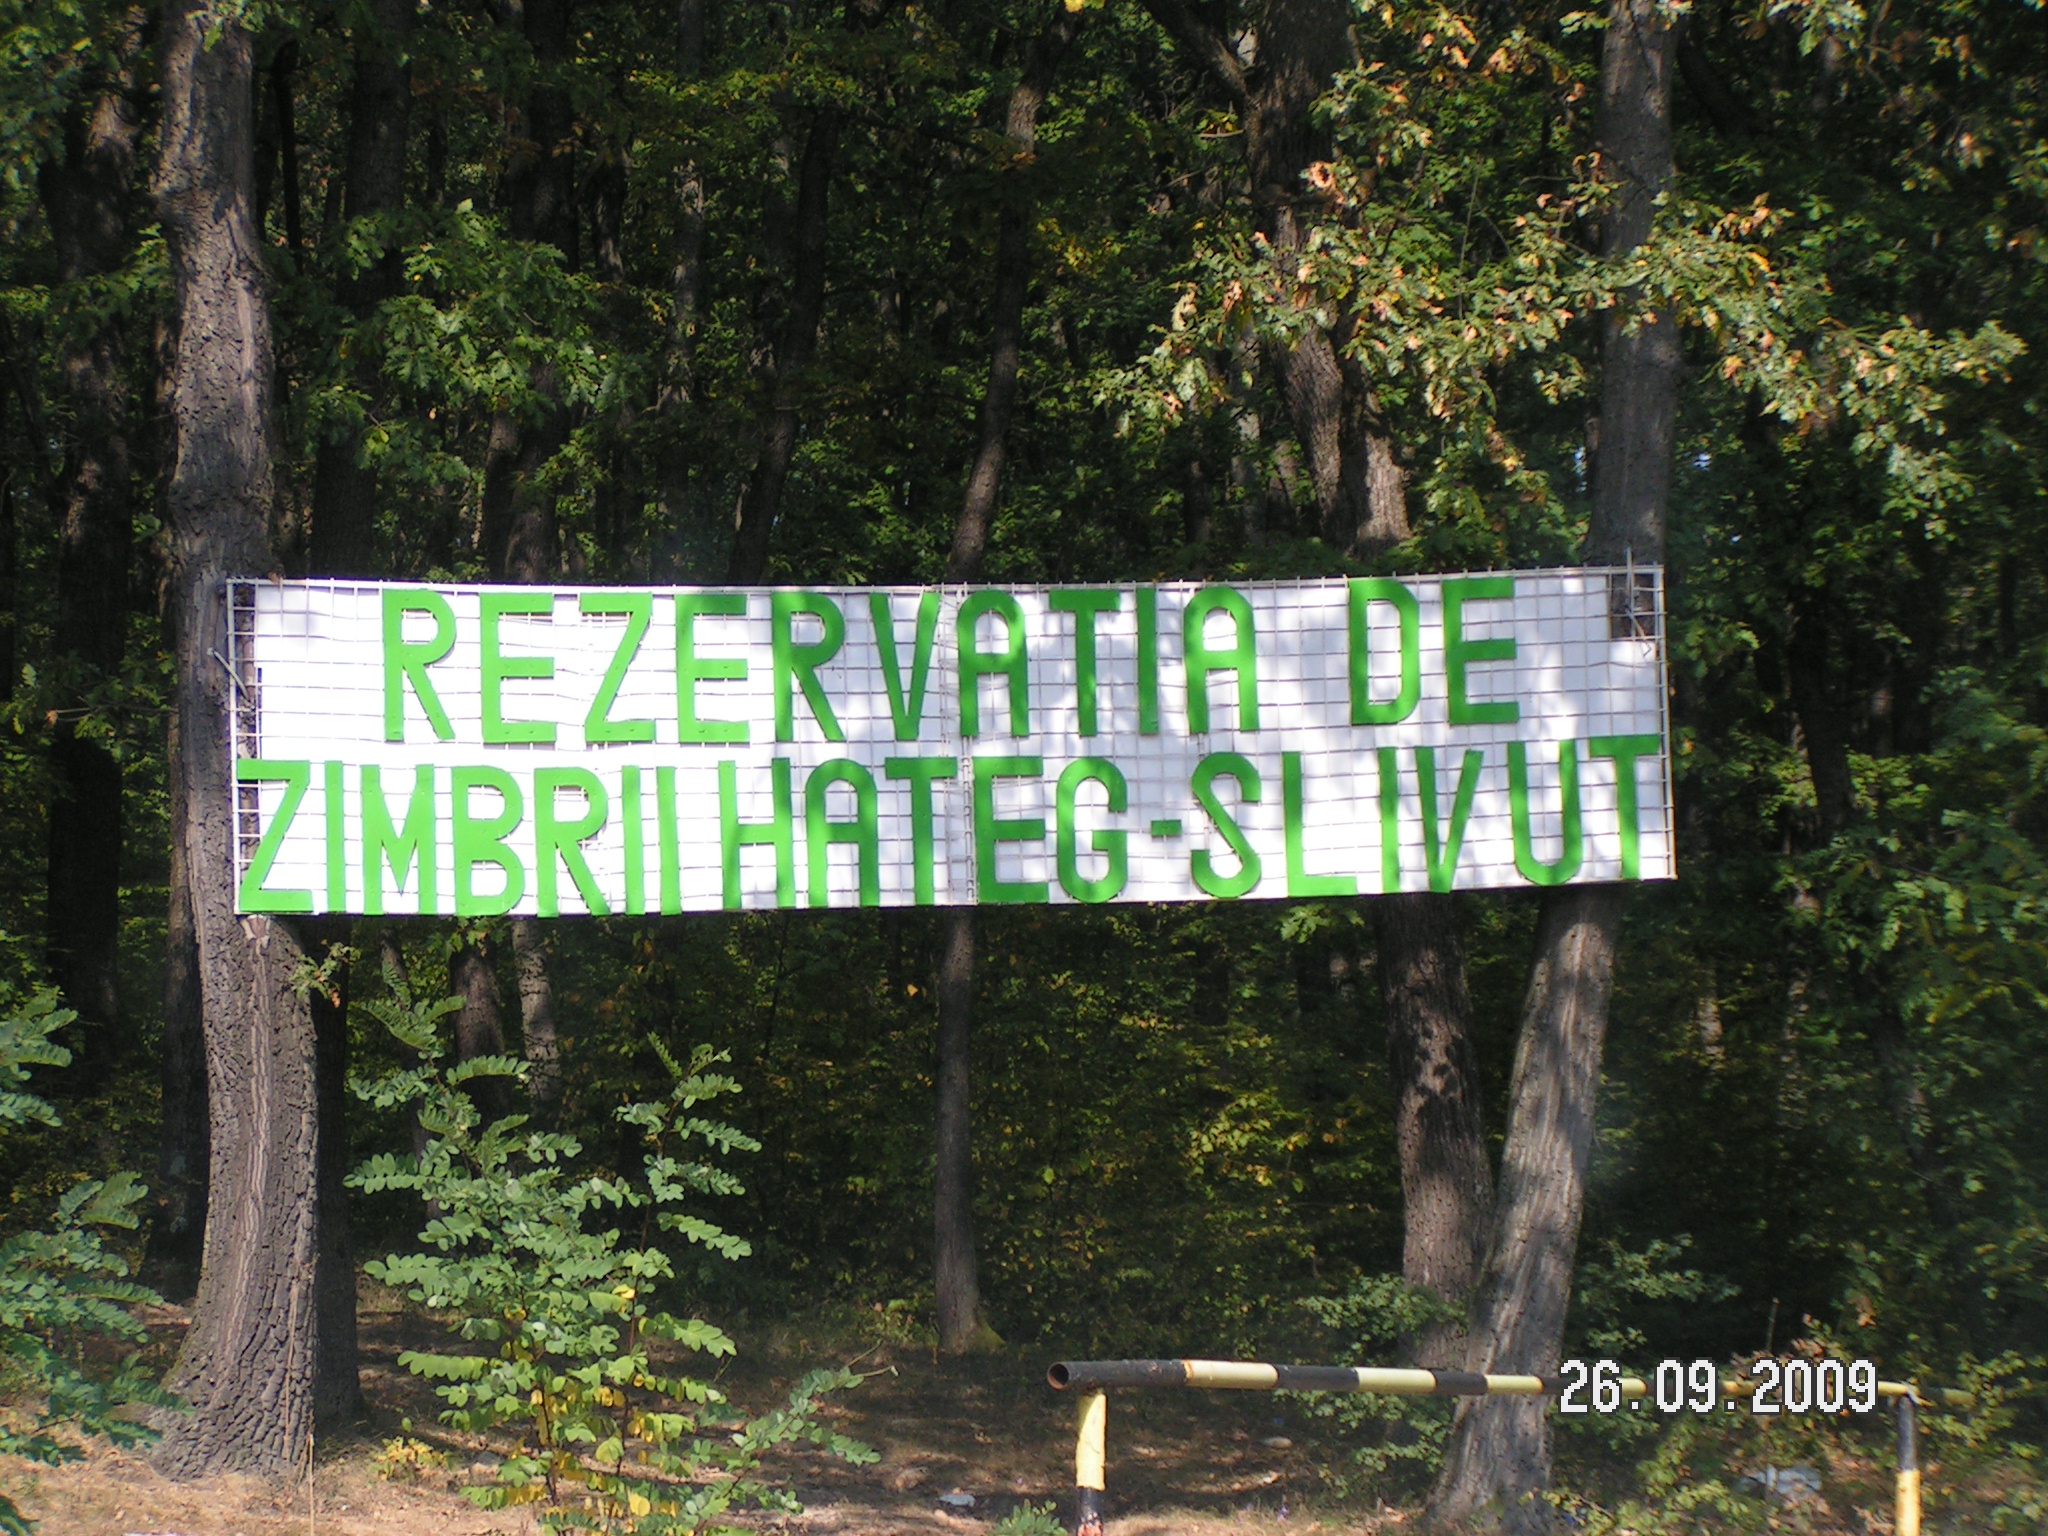 REZERVATIA DE
ZIMBRII HATEG-SLIVUT
26.09.2009